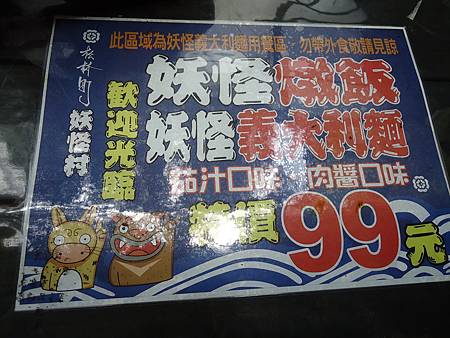 此區域為妖怪義大利麵用餐區，勿帶外食敬請見諒
松林町
妖怪村
歡迎光臨
妖怪燉飯
妖怪義大利麵
茄汁口味、肉醬口味
特價99元